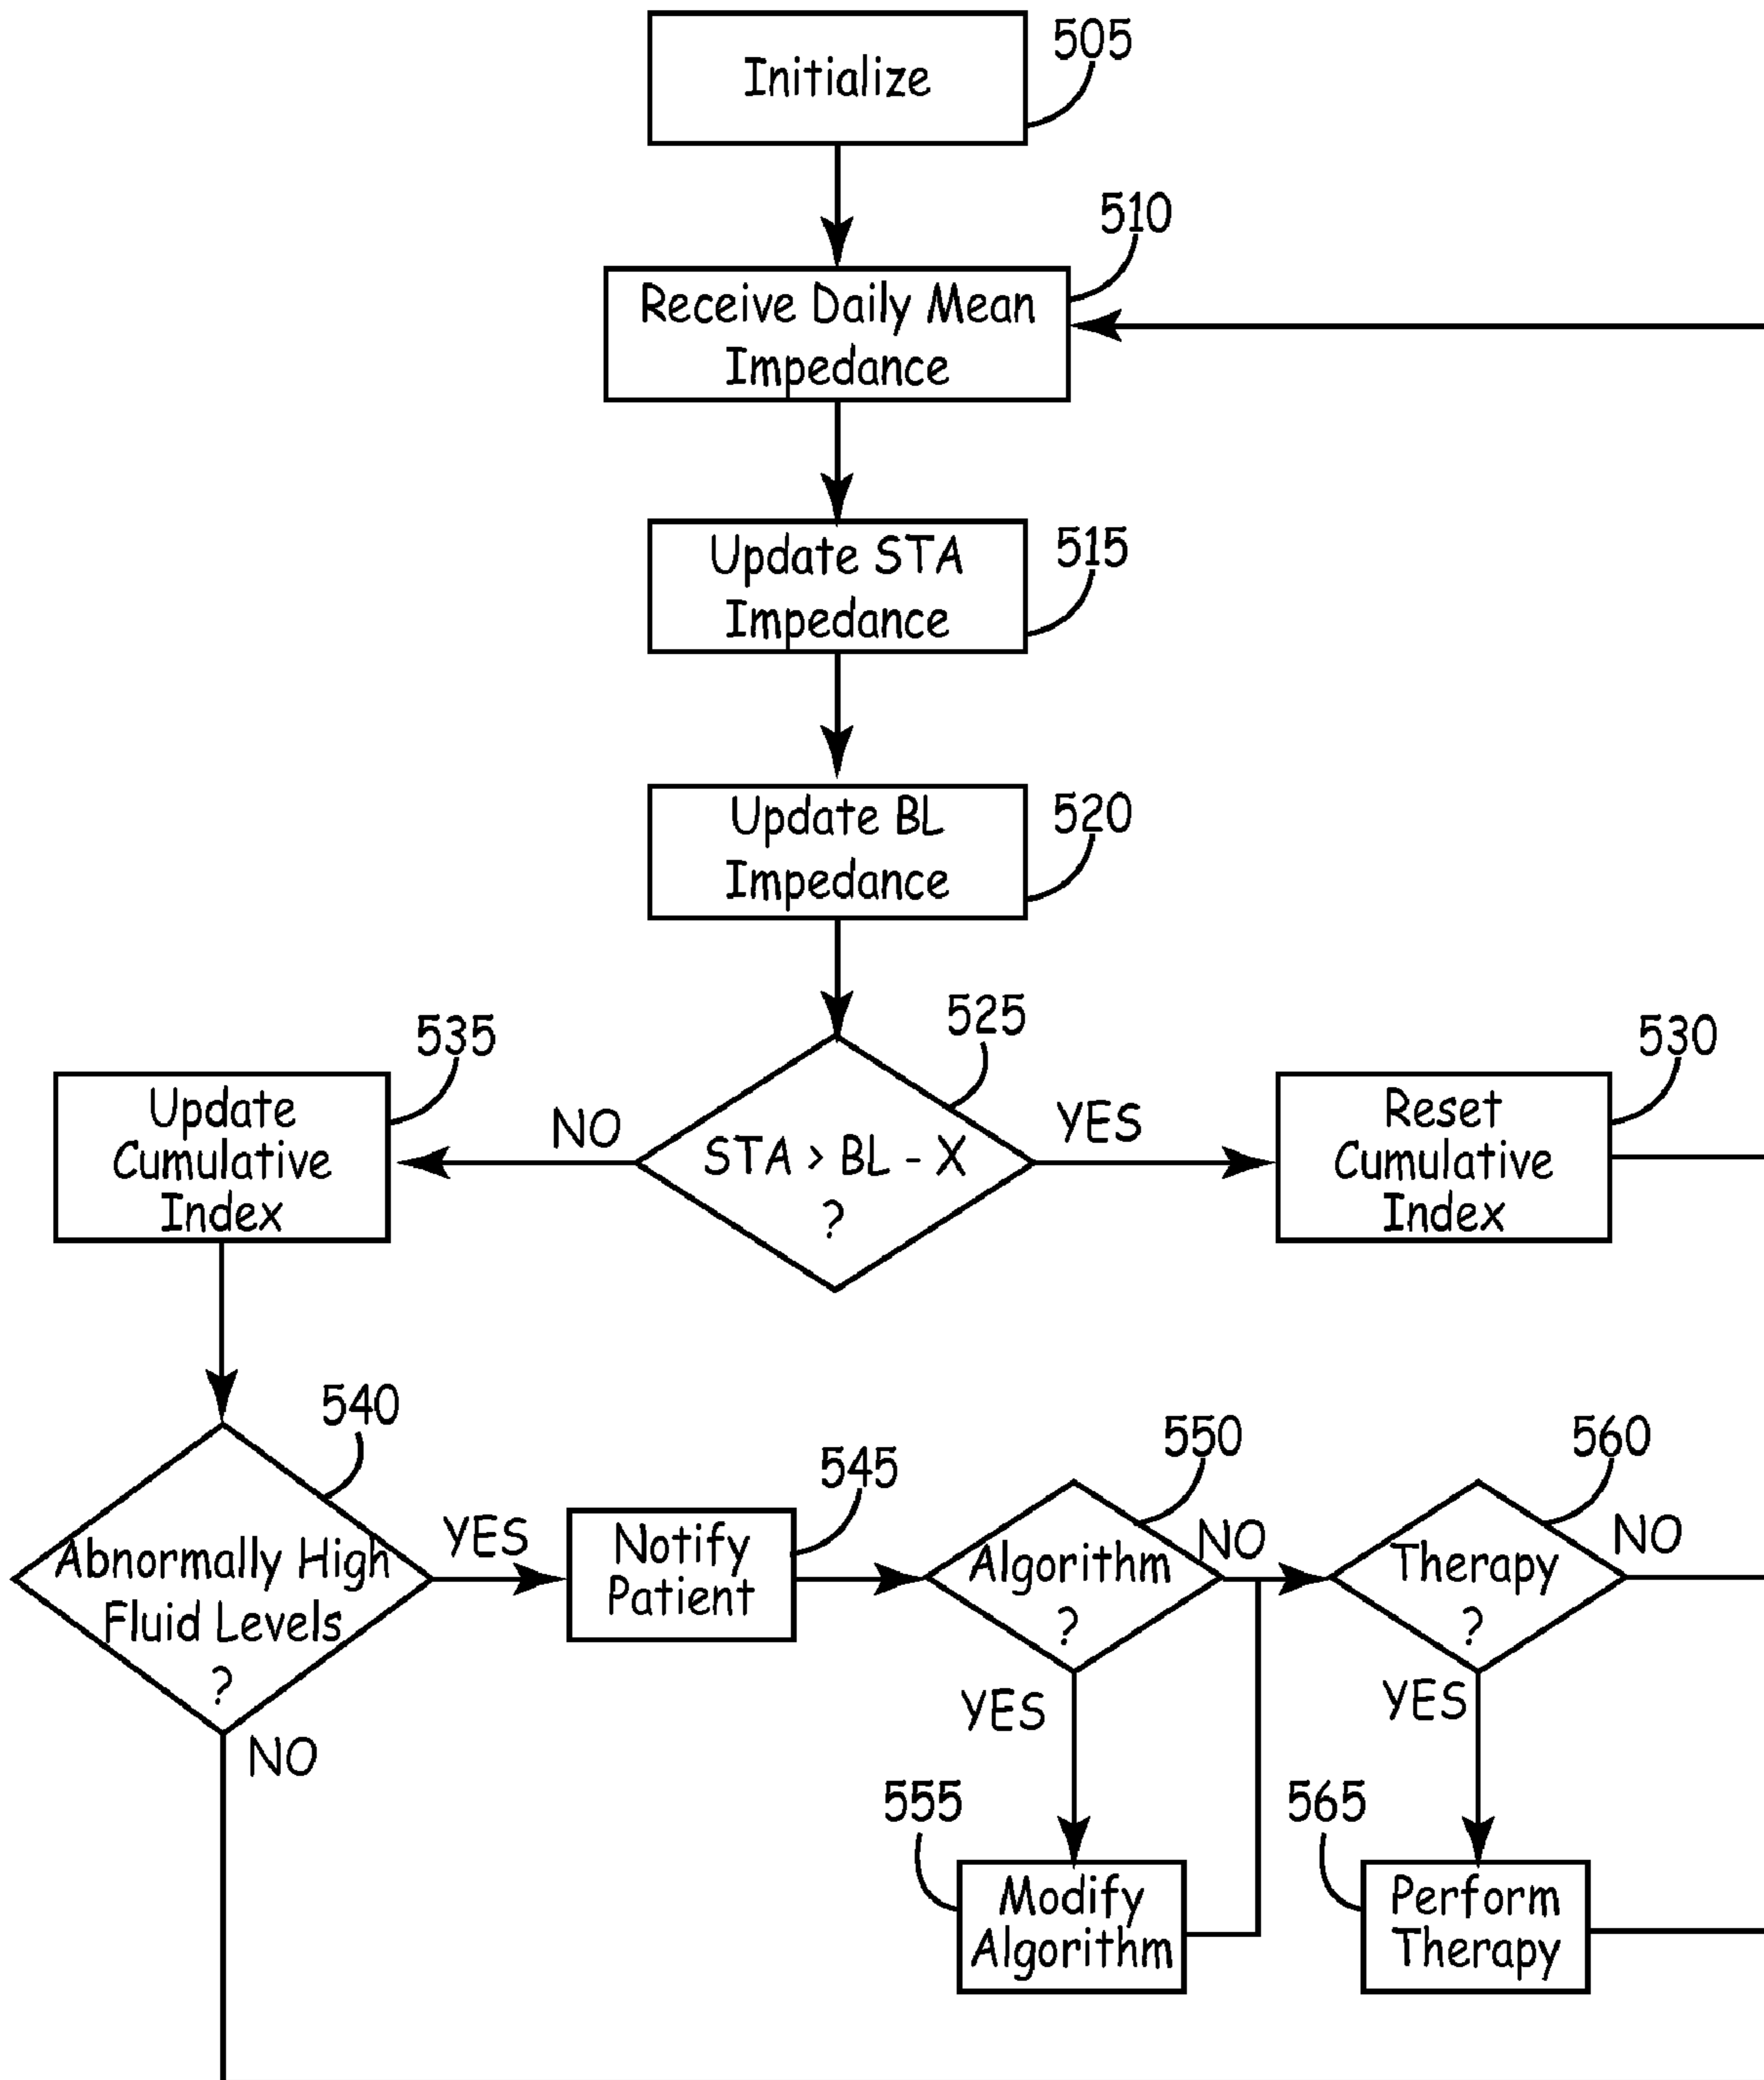 505
Initialize
510
Receive Daily Mean
Impedance
515
Update STA
Impedance
520
Update BL
Impedance
525
535
530
Update
Cumulative
Index
NO
STA > BL - X
?
YES
Reset
Cumulative
Index
540
Abnormally High
Fluid Levels
?
YES
NO
545
Notify
Patient
550
Algorithm
?
NO
YES
560
Therapy
?
NO
YES
555
Modify
Algorithm
565
Perform
Therapy